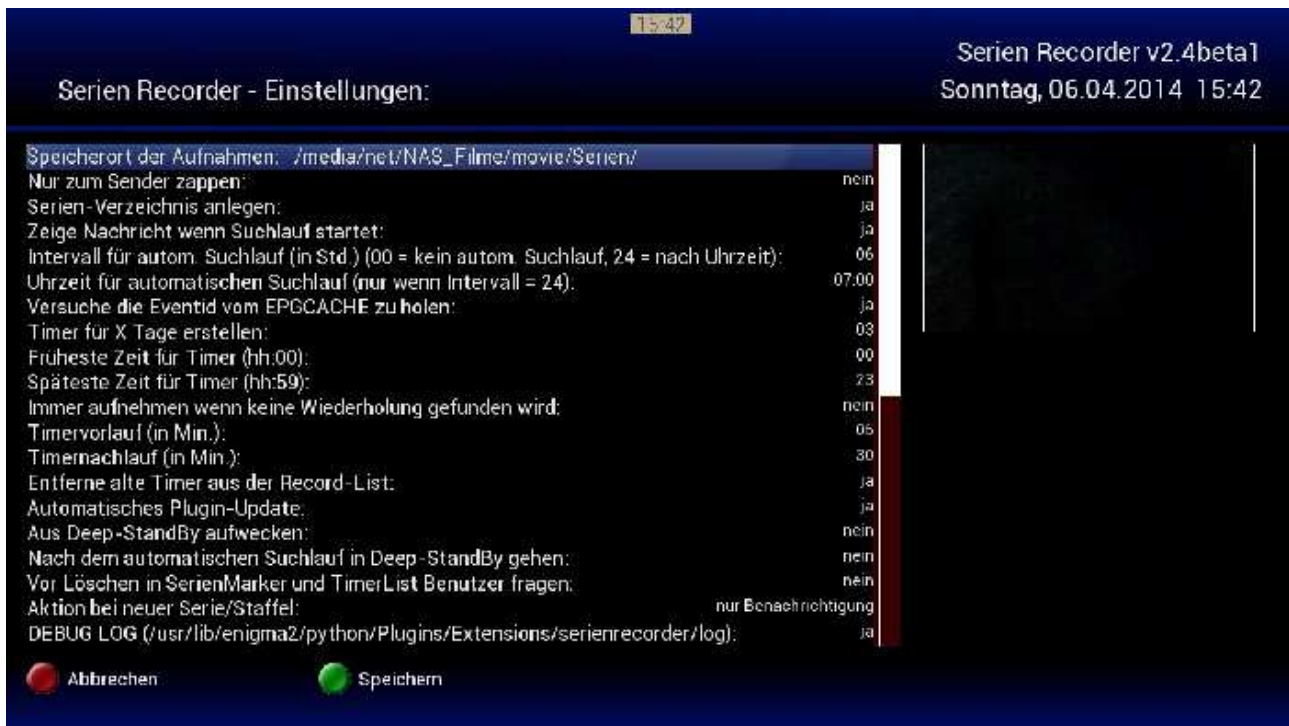 15:42
Serien Recorder v2.4beta1
Serien Recorder - Einstellungen:
Sonntag, 06.04.2014 15:42
Speicherort der Aufnahmen: /media/net/NAS_Filme/movie/Serien/
Nur zum Sender zappen: nein
Serien-Verzeichnis anlegen: ja
Zeige Nachricht wenn Suchlauf startet: ja
Intervall für autom. Suchlauf (in Std.) (00 = kein autom. Suchlauf, 24 = nach Uhrzeit): 06
Uhrzeit für automatischen Suchlauf (nur wenn Intervall = 24): 07:00
Versuche die Eventid vom EPGCACHE zu holen: ja
Timer für X Tage erstellen: 03
Früheste Zeit für Timer (hh:00): 00
Späteste Zeit für Timer (hh:59): 23
Immer aufnehmen wenn keine Wiederholung gefunden wird: nein
Timervorlauf (in Min.):
Timernachlauf (in Min.): 30
Entferne alte Timer aus der Record-List: ja
Automatisches Plugin-Update: ja
Aus Deep-StandBy aufwecken: nein
Nach dem automatischen Suchlauf in Deep-StandBy gehen: nein
Vor Löschen in SerienMarker und TimerList Benutzer fragen: nein
Aktion bei neuer Serie/Staffel: nur Benachrichtigung
DEBUG LOG (/usr/lib/enigma2/python/Plugins/Extensions/serienrecorder/log): ja
Abbrechen
Speichern